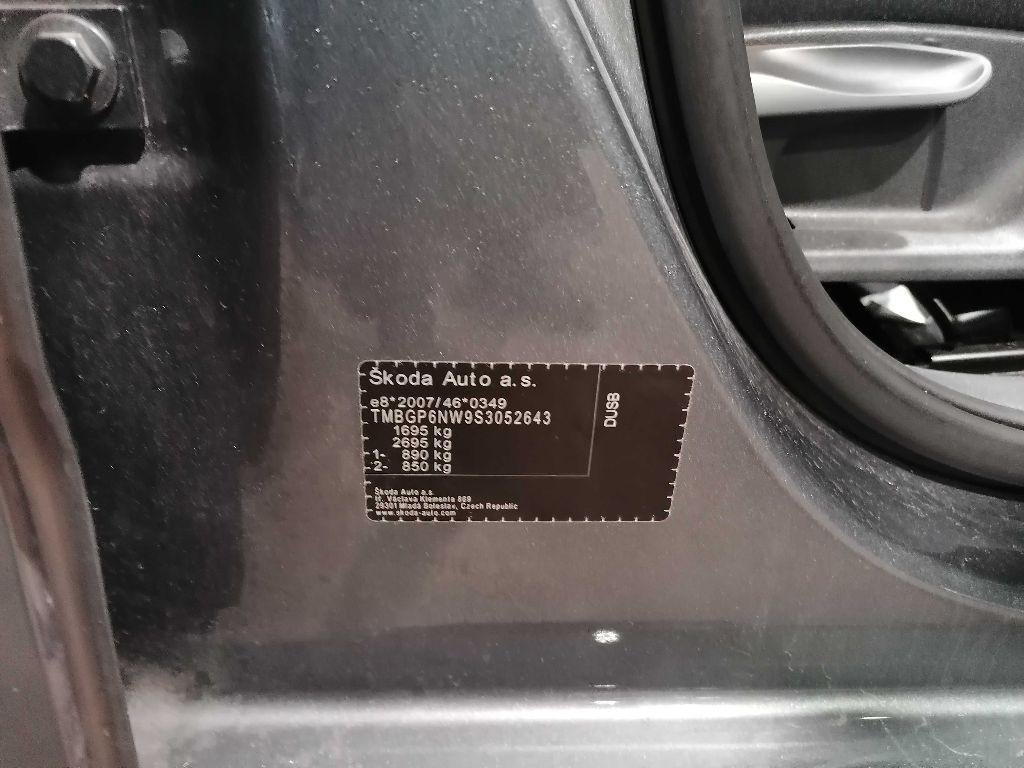 Škoda Auto a.s.
e8*2007/46*0349
TMBGP6NW9S3052643
1695 kg
2695 kg
1- 890 kg
2- 850 kg
DUSB
Škoda Auto a.s.
tř. Václava Klementa 869
29301 Mladá Boleslav, Czech Republic
www.skoda-auto.com